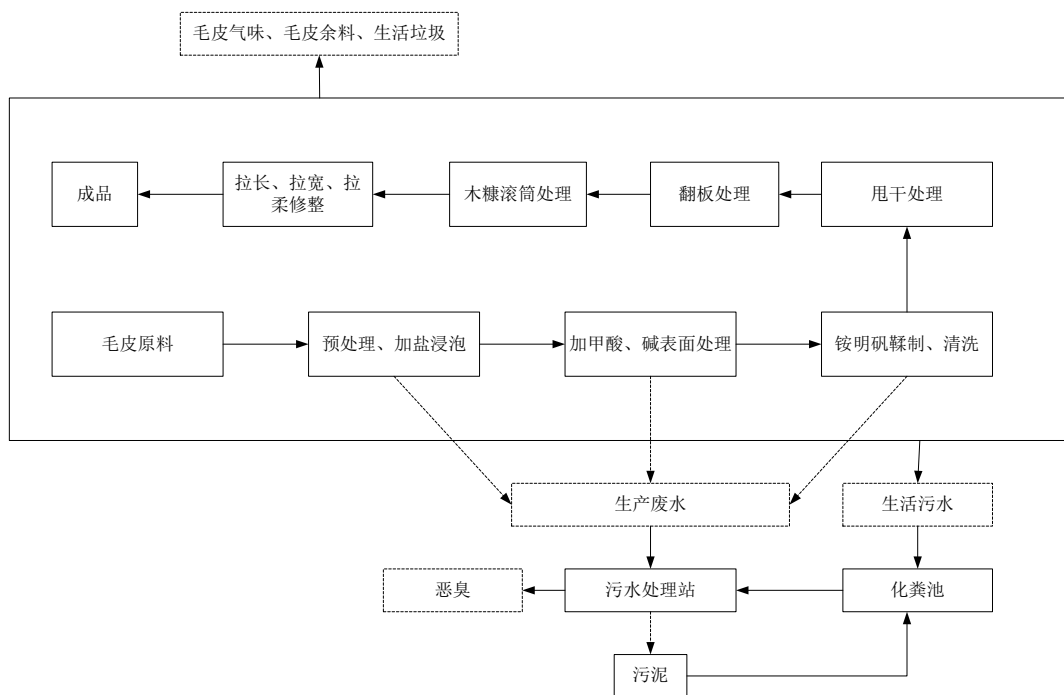 毛皮气味、毛皮余料、生活垃圾
成品
拉长、拉宽、拉
柔修整
木糠滚筒处理
翻板处理
甩干处理
毛皮原料
预处理、加盐浸泡
加甲酸、碱表面处理
铵明矾鞣制、清洗
生产废水
生活污水
恶臭
污水处理站
化粪池
污泥